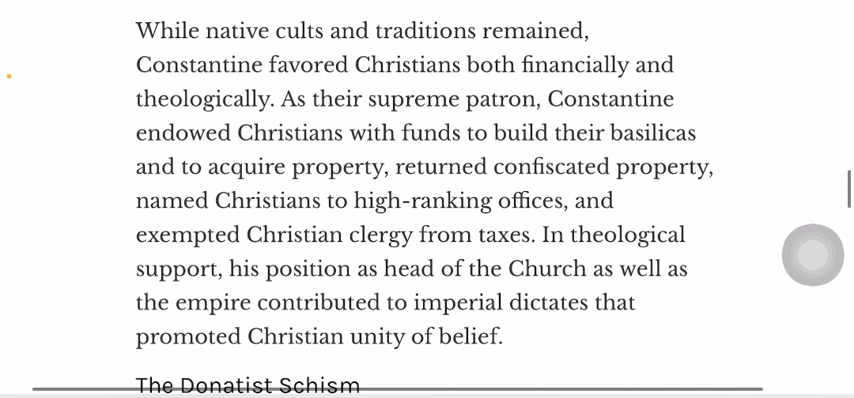 While native cults and traditions remained,
Constantine favored Christians both financially and
theologically. As their supreme patron, Constantine
endowed Christians with funds to build their basilicas
and to acquire property, returned confiscated property,
named Christians to high-ranking offices, and
exempted Christian clergy from taxes. In theological
support, his position as head of the Church as well as
the empire contributed to imperial dictates that
promoted Christian unity of belief.
The Donatist Schism